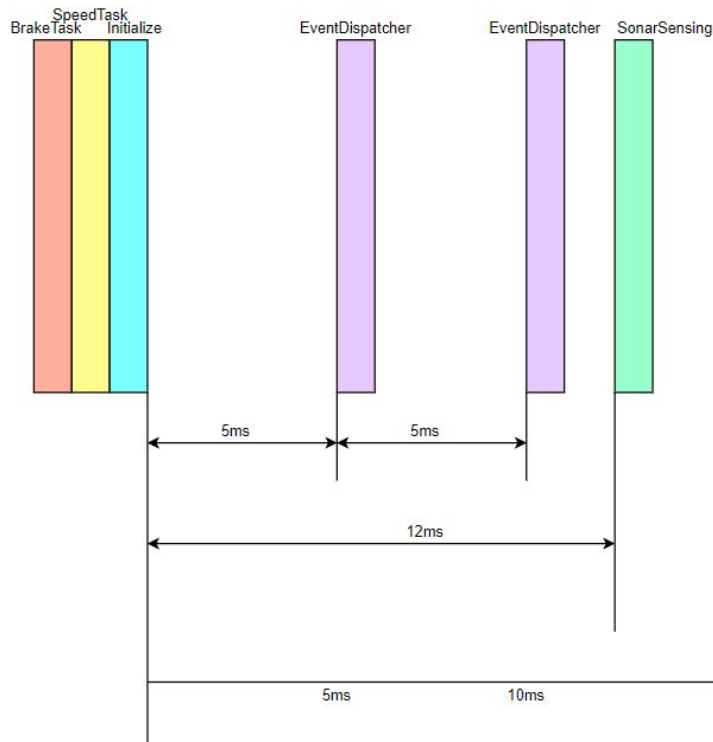 SpeedTask
BrakeTask Initialize EventDispatcher EventDispatcher SonarSensing
5ms 5ms
12ms
5ms 10ms